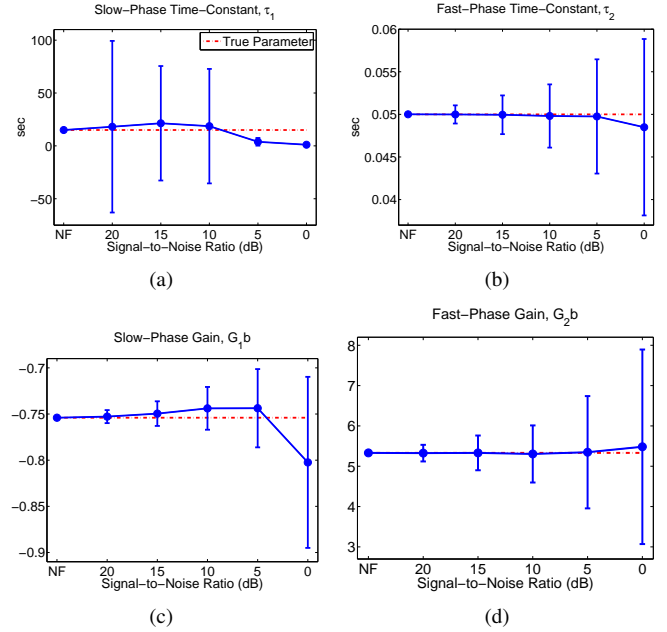 Slow–Phase Time–Constant, τ1
100
50
0
−50
sec
True Parameter
NF 20 15 10 5 0
Signal–to–Noise Ratio (dB)
(a)
Fast–Phase Time–Constant, τ2
0.06
0.055
0.05
0.045
0.04
sec
NF 20 15 10 5 0
Signal–to–Noise Ratio (dB)
(b)
Slow–Phase Gain, G1b
−0.7
−0.75
−0.8
−0.85
−0.9
NF 20 15 10 5 0
Signal–to–Noise Ratio (dB)
(c)
Fast–Phase Gain, G2b
8
7
6
5
4
3
NF 20 15 10 5 0
Signal–to–Noise Ratio (dB)
(d)